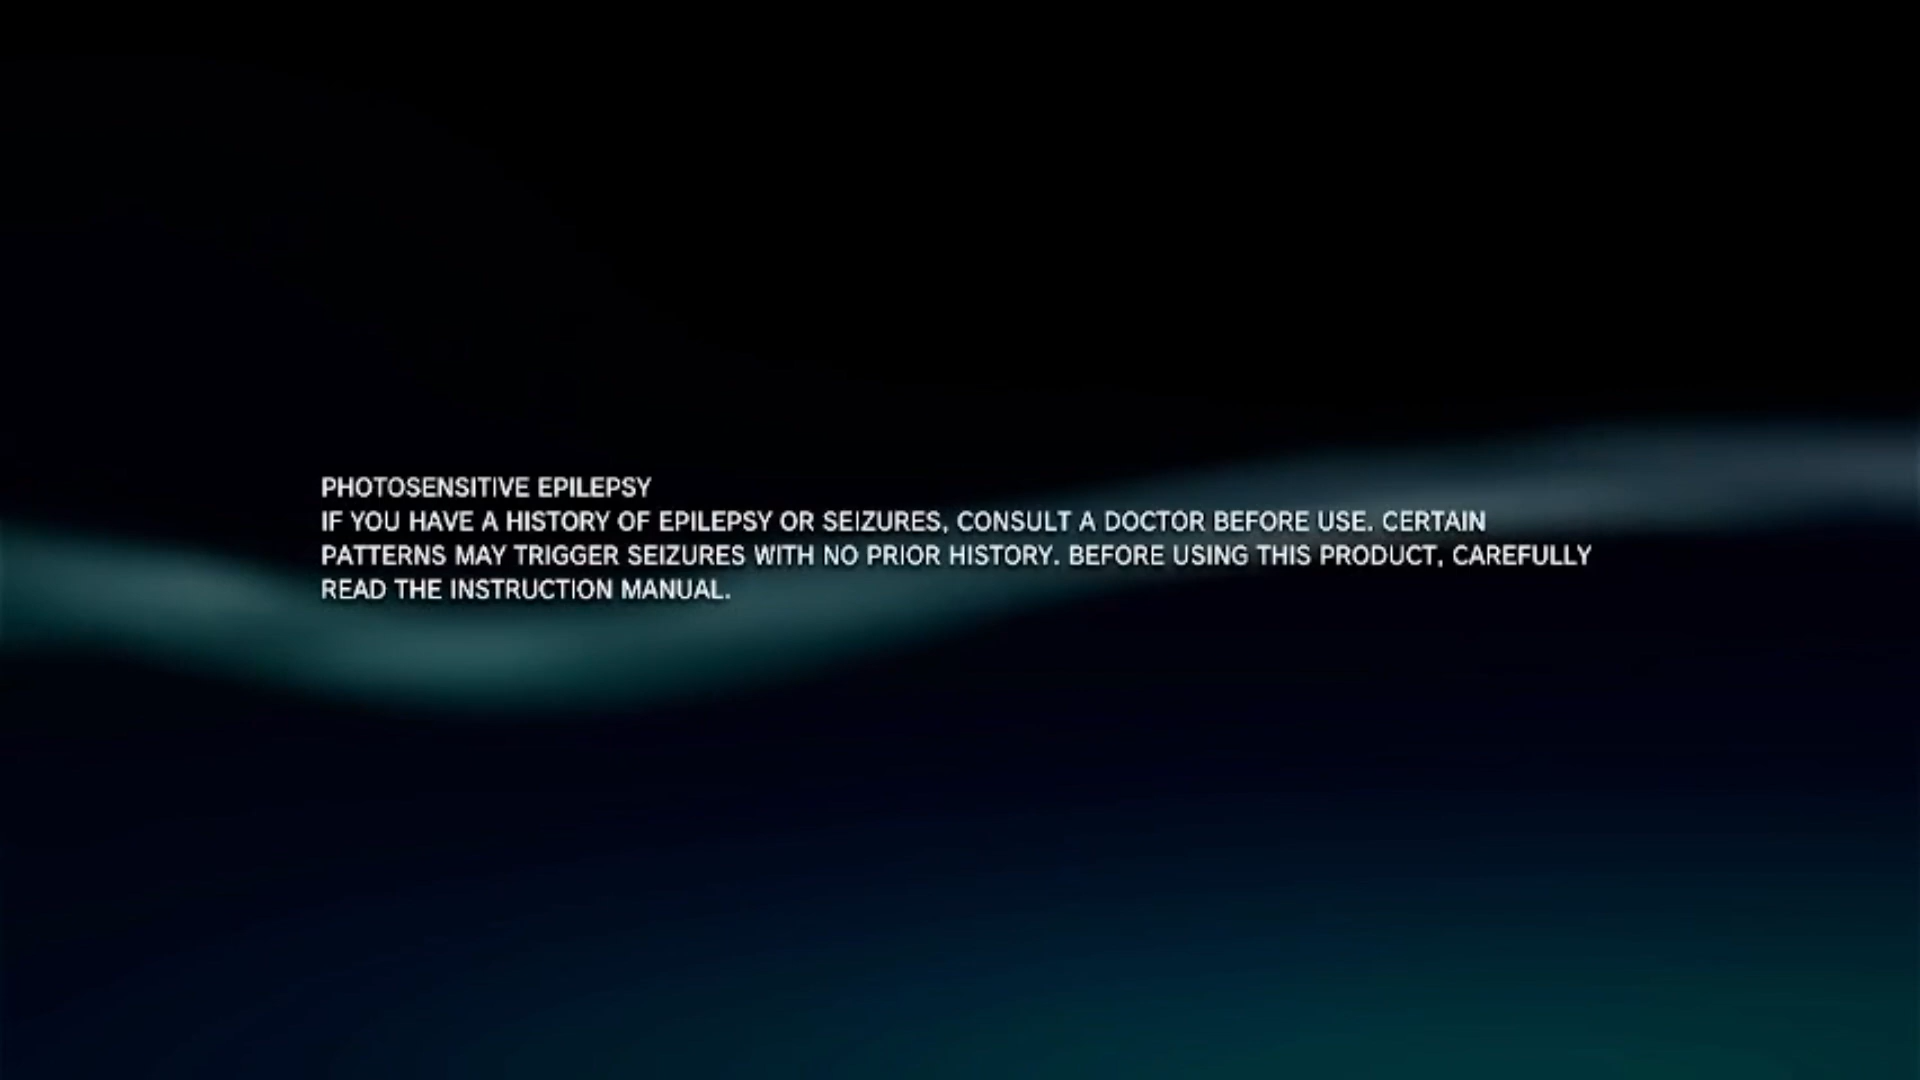 PHOTOSENSITIVE EPILEPSY
IF YOU HAVE A HISTORY OF EPILEPSY OR SEIZURES, CONSULT A DOCTOR BEFORE USE. CERTAIN
PATTERNS MAY TRIGGER SEIZURES WITH NO PRIOR HISTORY. BEFORE USING THIS PRODUCT, CAREFULLY
READ THE INSTRUCTION MANUAL.